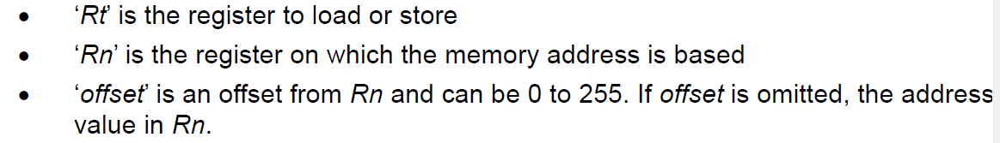 • ‘Rt’ is the register to load or store
• ‘Rn’ is the register on which the memory address is based
• ‘offset’ is an offset from Rn and can be 0 to 255. If offset is omitted, the address
value in Rn.